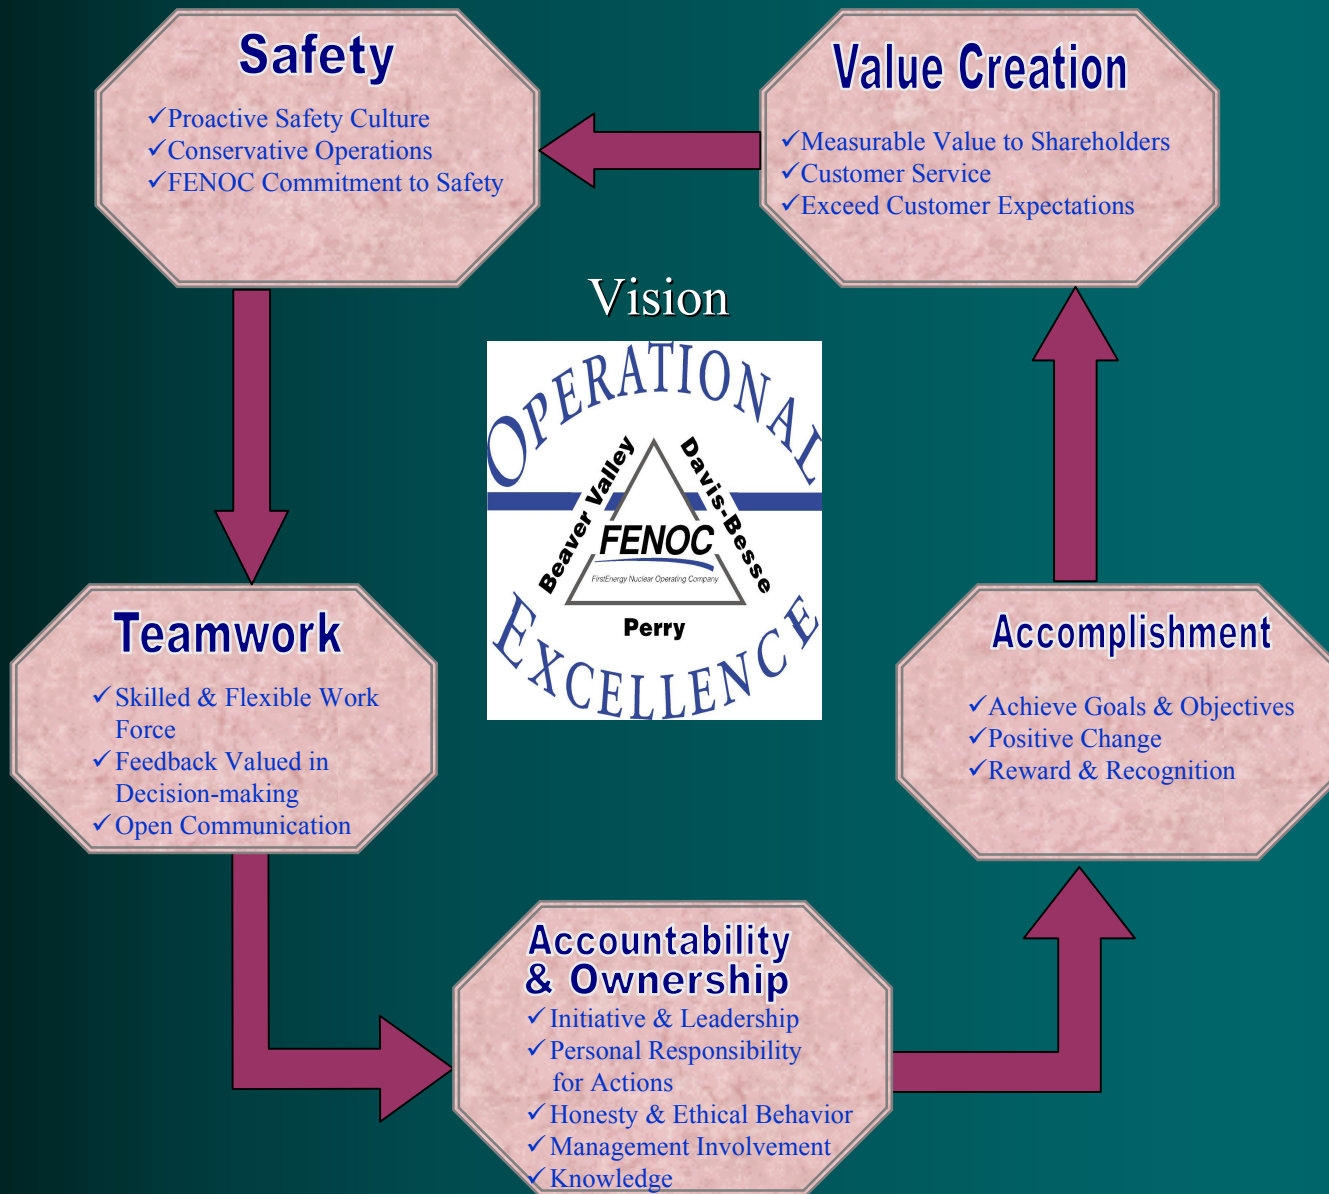 Safety
✓Proactive Safety Culture
✓Conservative Operations
✓FENOC Commitment to Safety
Value Creation
✓Measurable Value to Shareholders
✓Customer Service
✓Exceed Customer Expectations
Vision
OPERATIONAL
Beaver Valley
Davis-Besse
FENOC
FirstEnergy Nuclear Operating Company
Perry
EXCELLENCE
Teamwork
✓Skilled & Flexible Work
Force
✓Feedback Valued in
Decision-making
✓Open Communication
Accomplishment
✓Achieve Goals & Objectives
✓Positive Change
✓Reward & Recognition
Accountability
& Ownership
✓Initiative & Leadership
✓Personal Responsibility
for Actions
✓Honesty & Ethical Behavior
✓Management Involvement
✓Knowledge